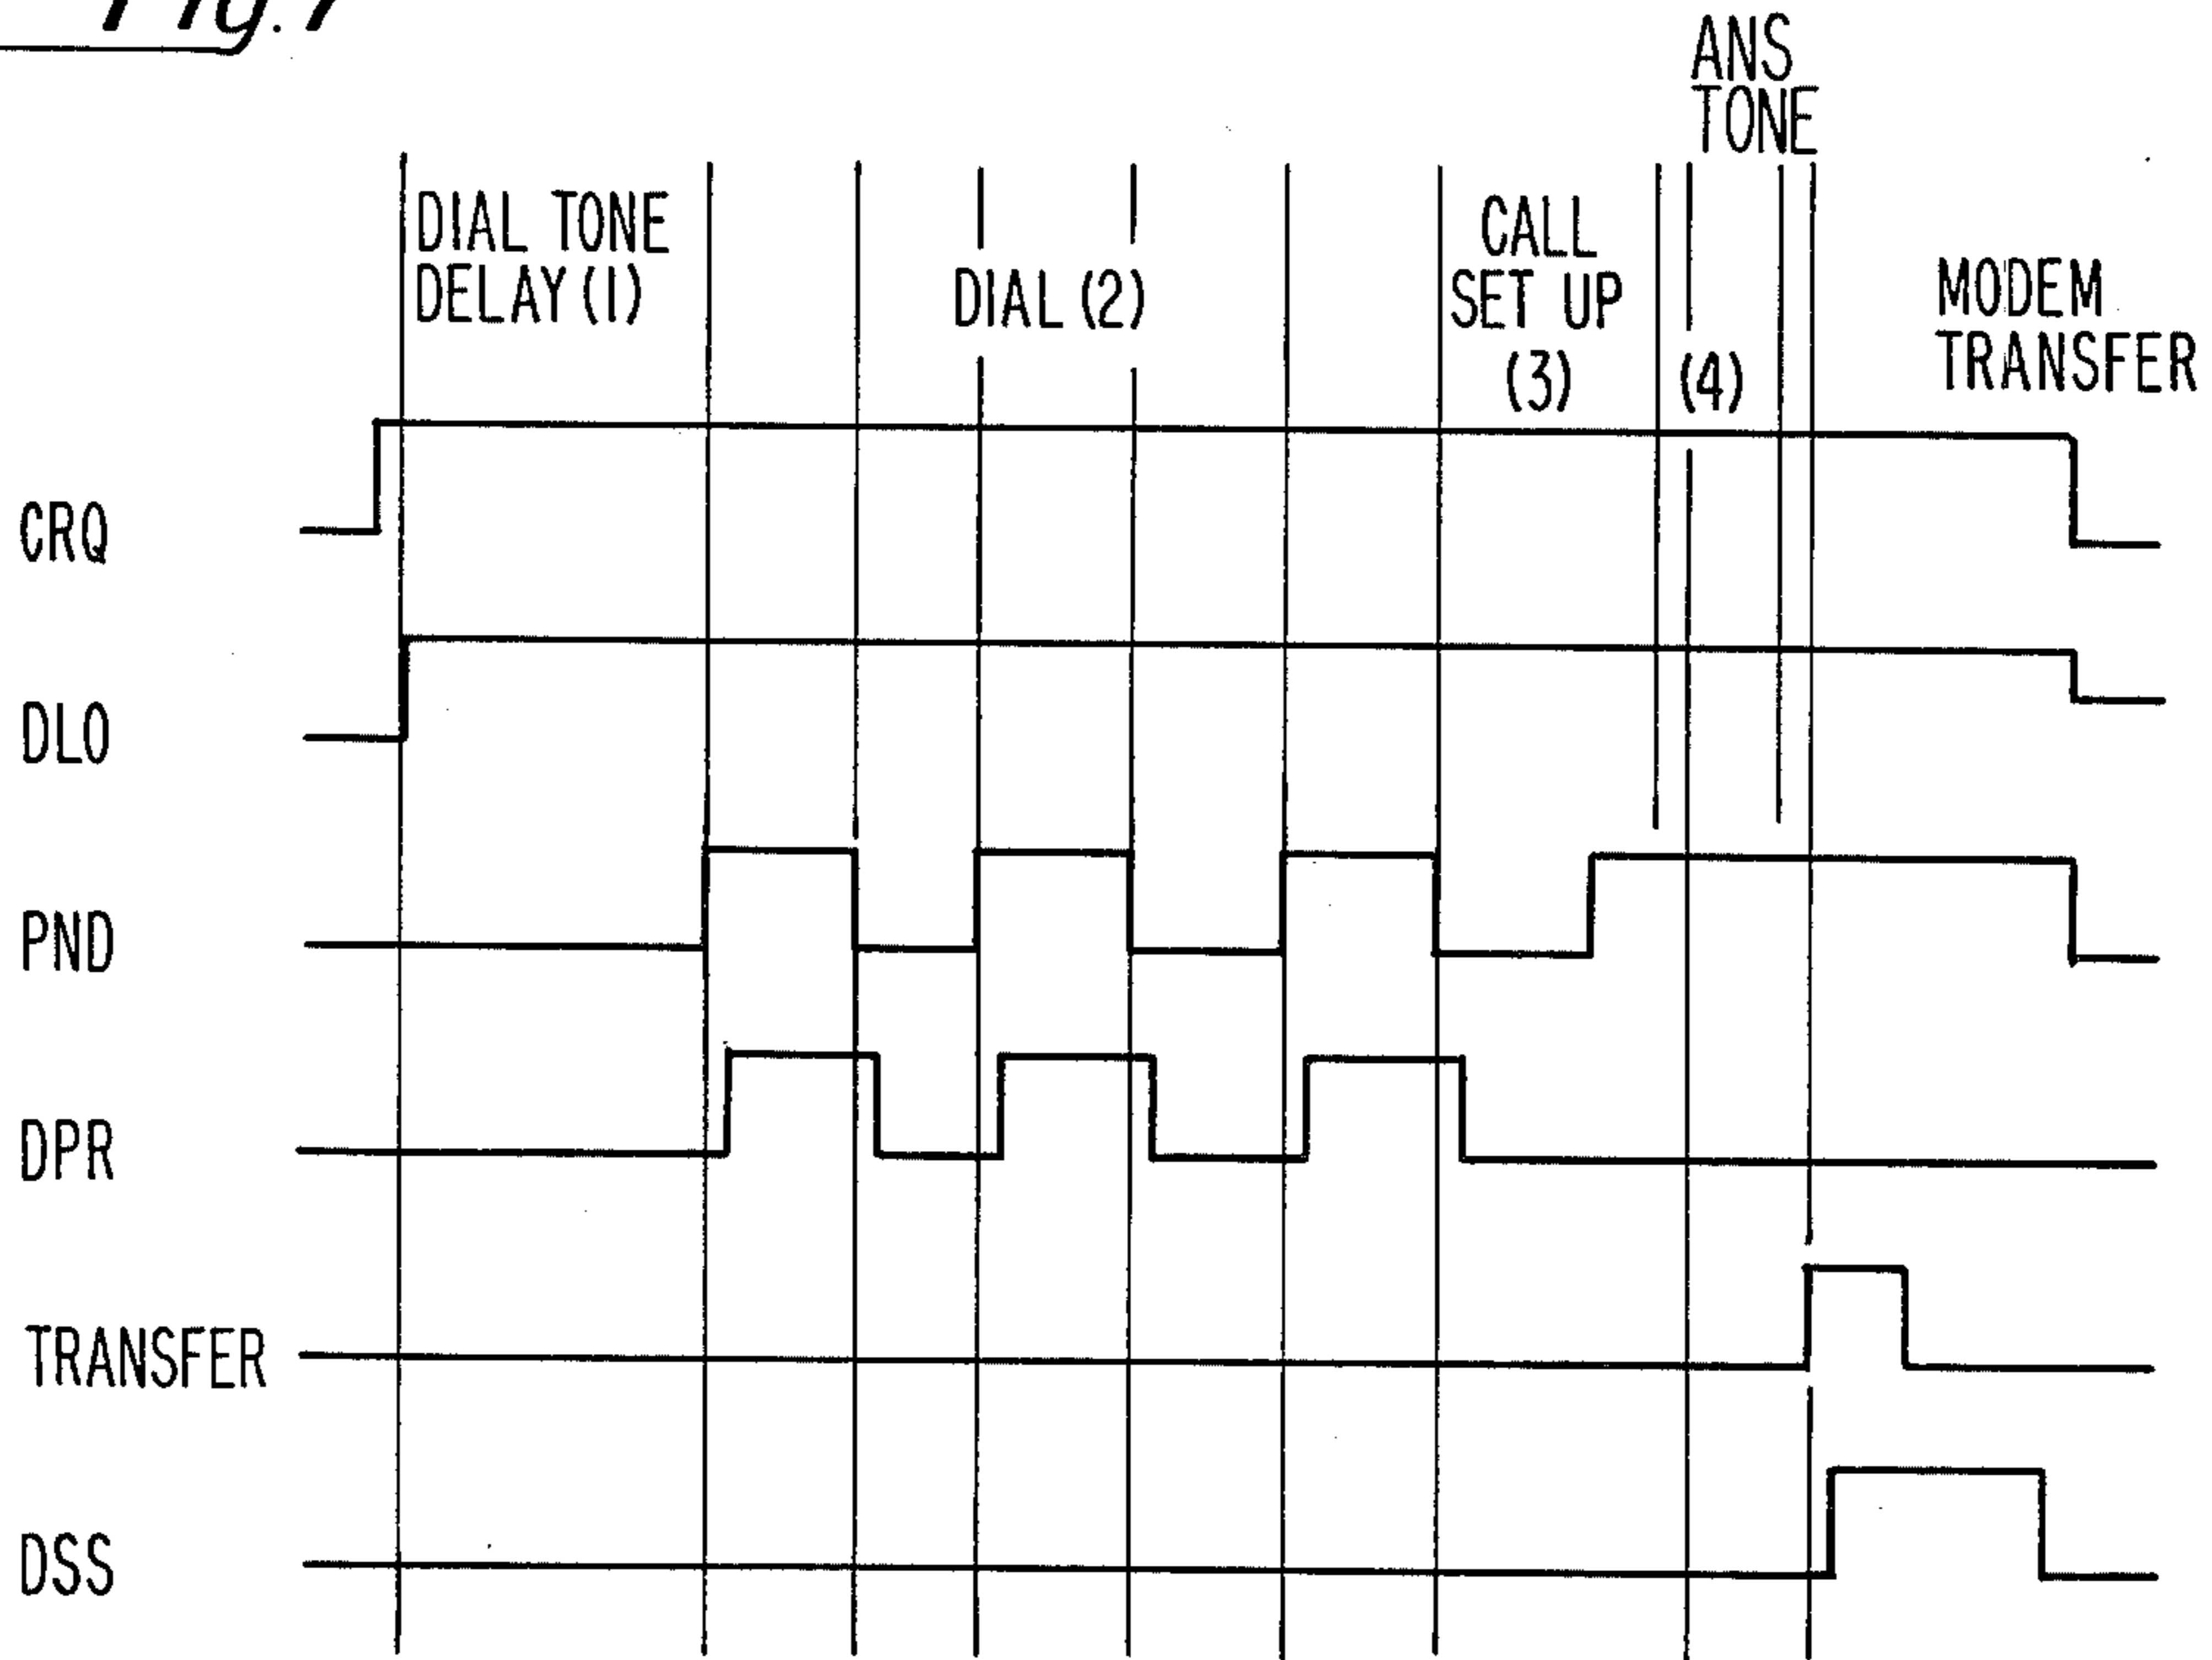 Fig. 7
ANS
TONE
DIAL TONE
DELAY (1)
DIAL (2)
CALL
SET UP
(3)
(4)
MODEM
TRANSFER
CRQ
DLO
PND
DPR
TRANSFER
DSS